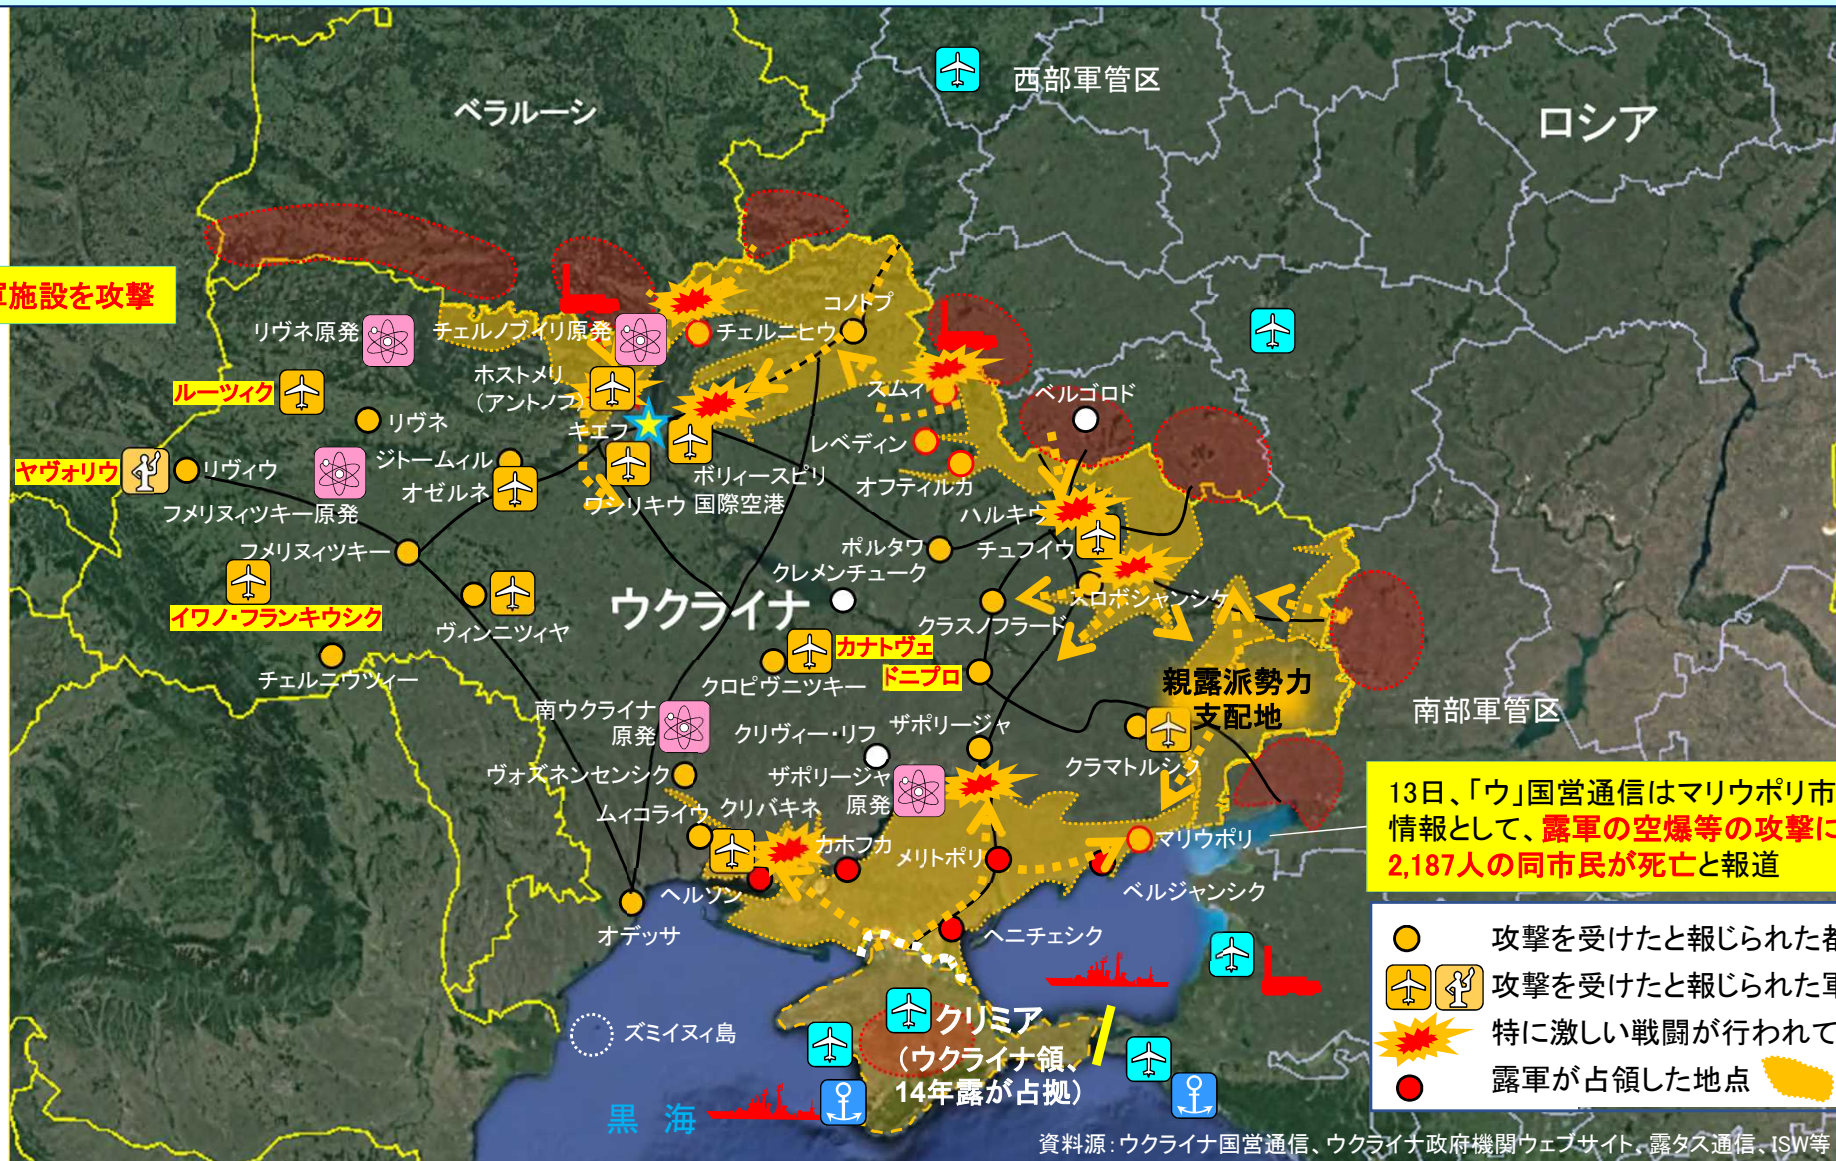 西部軍管区
ベラルーシ
ロシア
軍施設を攻撃
コノトプ
リヴネ原発
チェルノブイリ原発
チェルニヒウ
ルーツィク
ホストメリ
（アントノフ）
スムィ
ベルゴロド
リヴネ
キエフ
レベディン
ヤヴォリウ
リヴィウ
ジトームィル
ボリィースピリ
国際空港
オゼルネ
オフティルカ
フメリヌィツキー原発
ワシリキウ
ハルキウ
フメリヌィツキー
ポルタワ
チュフイウ
クレメンチューク
イワノ・フランキウシク
ヴィンニツィヤ
ウクライナ
スロボジャンシケ
クラスノフラード
カナトヴェ
チェルニウツィー
クロピヴニツキー
ドニプロ
親露派勢力
支配地
南ウクライナ
原発
クリヴィー・リフ
ザポリージャ
南部軍管区
ヴォズネンセンシク
ザポリージャ
原発
クラマトルシク
ムィコライウ
クリバキネ
カホフカ
メリトポリ
マリウポリ
13日、「ウ」国営通信はマリウポリ市
情報として、露軍の空爆等の攻撃に
2,187人の同市民が死亡と報道
ヘルソン
ベルジャンシク
オデッサ
ヘニチェシク
攻撃を受けたと報じられた都
攻撃を受けたと報じられた軍
特に激しい戦闘が行われて
露軍が占領した地点
ズミイヌィ島
クリミア
（ウクライナ領、
14年露が占拠）
黒 海
資料源：ウクライナ国営通信、ウクライナ政府機関ウェブサイト、露タス通信、ISW等